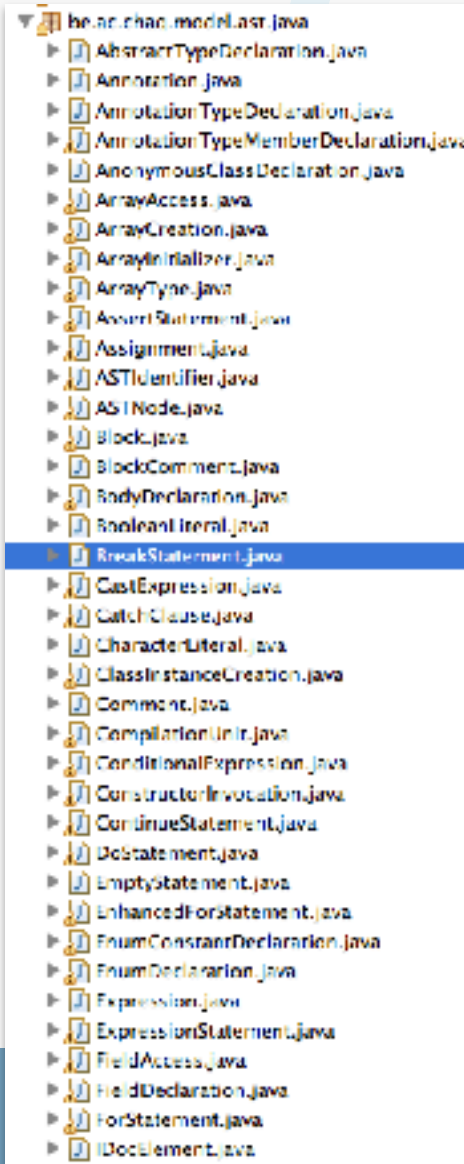 be.ac.chaq.model.ast.java
AbstractTypeDeclaration.java
Annotation.java
AnnotationTypeDeclaration.java
AnnotationTypeMemberDeclaration.java
AnonymousClassDeclaration.java
ArrayAccess.java
ArrayCreation.java
ArrayInitializer.java
ArrayType.java
AssertStatement.java
Assignment.java
ASTIdentifier.java
ASTNode.java
Block.java
BlockComment.java
BodyDeclaration.java
BooleanLiteral.java
BreakStatement.java
CastExpression.java
CatchClause.java
CharacterLiteral.java
ClassInstanceCreation.java
Comment.java
CompilationUnit.java
ConditionalExpression.java
ConstructorInvocation.java
ContinueStatement.java
DoStatement.java
EmptyStatement.java
EnhancedForStatement.java
EnumConstantDeclaration.java
EnumDeclaration.java
Expression.java
ExpressionStatement.java
FieldAccess.java
FieldDeclaration.java
ForStatement.java
IDocElement.java